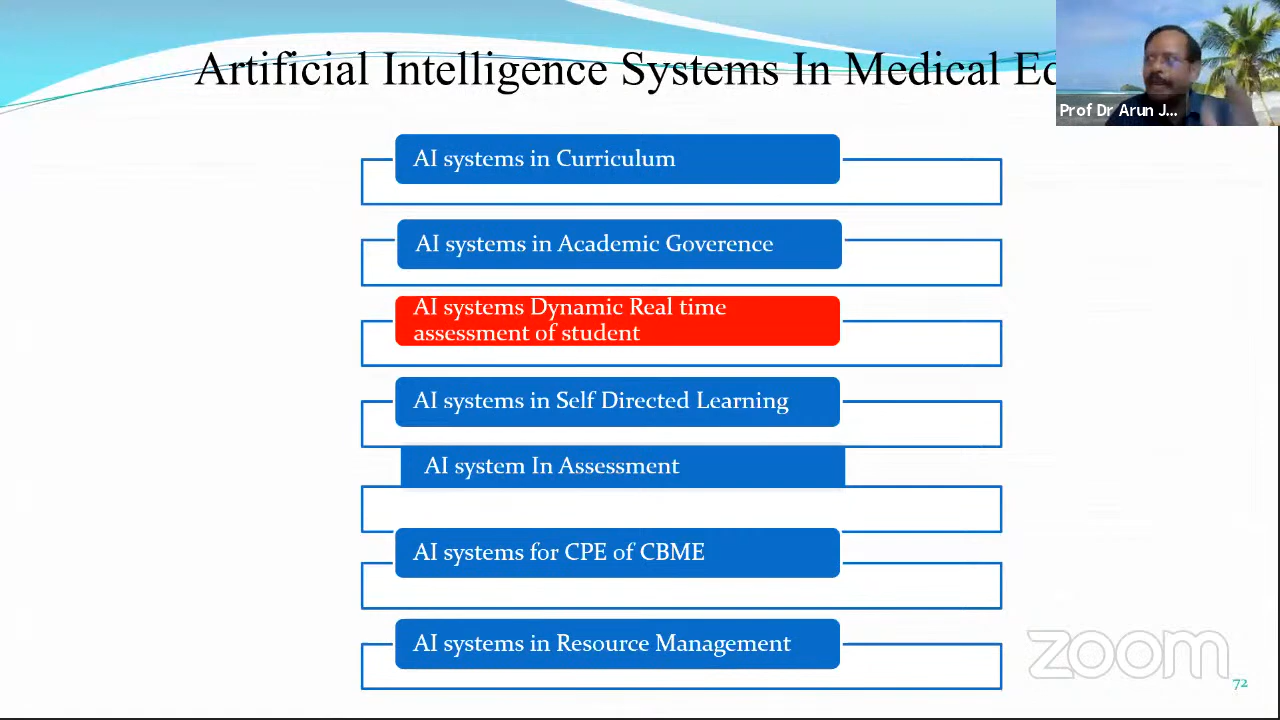 Artificial Intelligence Systems In Medical
Prof Dr Arun J...
AI systems in Curriculum
AI systems in Academic Goverence
AI systems Dynamic Real time
assessment of student
AI systems in Self Directed Learning
AI system In Assessment
AI systems for CPE of CBME
AI systems in Resource Management
zoom
72